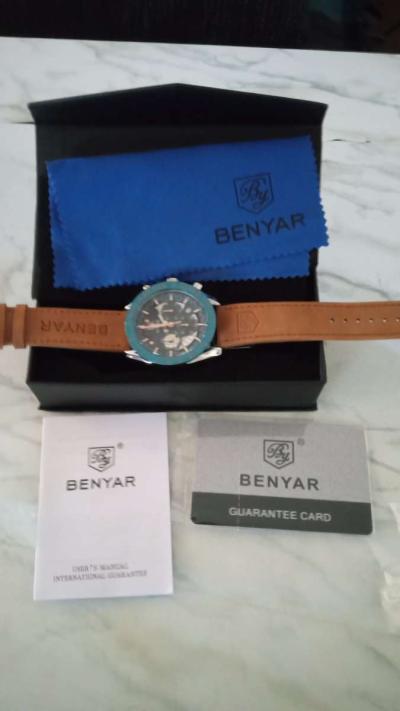 By
BENYAR
BENYAR
By
®
BENYAR
USER'S MANUAL
INTERNATIONAL GUARANTEE
By
®
BENYAR
GUARANTEE CARD